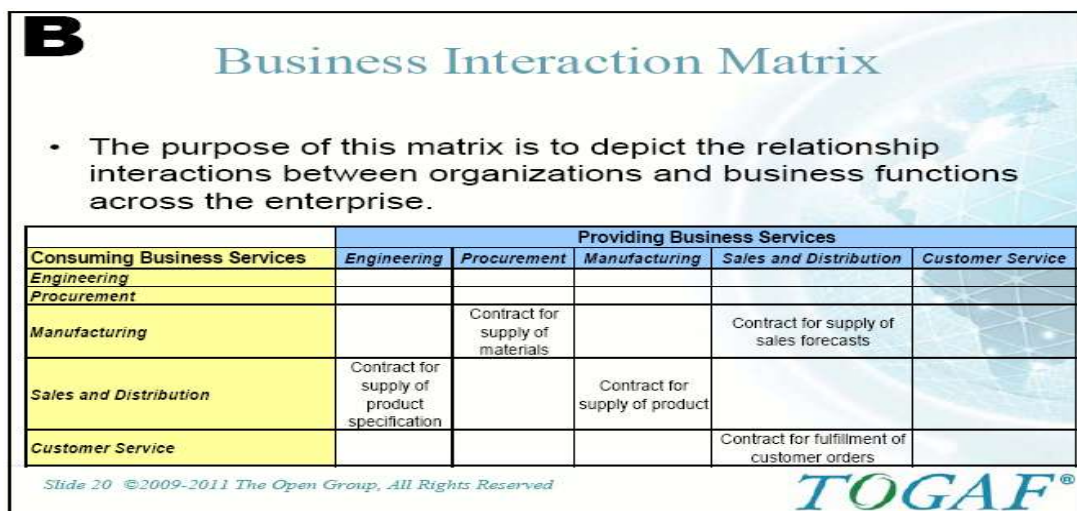 B
Business Interaction Matrix
• The purpose of this matrix is to depict the relationship
interactions between organizations and business functions
across the enterprise.
Providing Business Services
Consuming Business Services Engineering Procurement Manufacturing Sales and Distribution Customer Service
Engineering
Procurement
Manufacturing
Contract for
supply of
materials
Contract for supply of
sales forecasts
Sales and Distribution
Contract for
supply of
product
specification
Contract for
supply of product
Customer Service
Contract for fulfillment of
customer orders
Slide 20 ©2009-2011 The Open Group, All Rights Reserved
TOGAF®